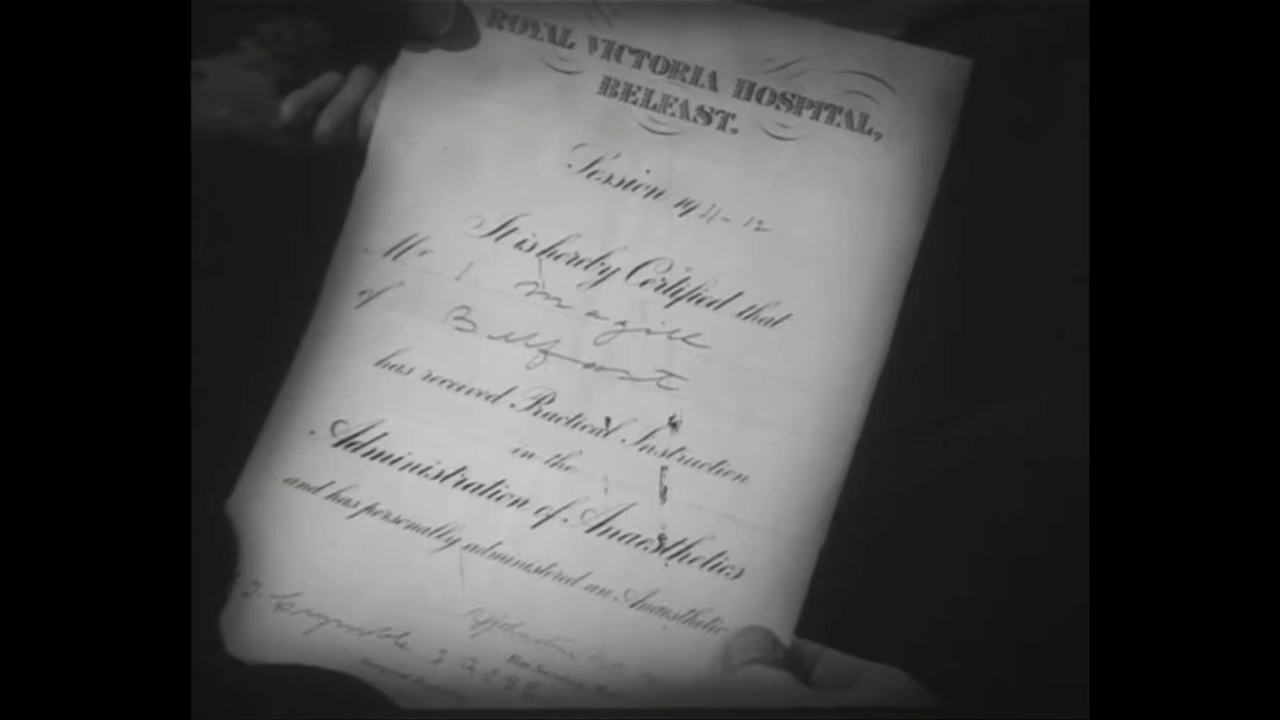 ROYAL VICTORIA HOSPITAL,
BELFAST.
Session 1911-12
It is hereby Certified that
Mr I. Magill
of Belfast
has received Practical Instruction
in the
Administration of Anaesthetics
and has personally administered an Anaesthetic.